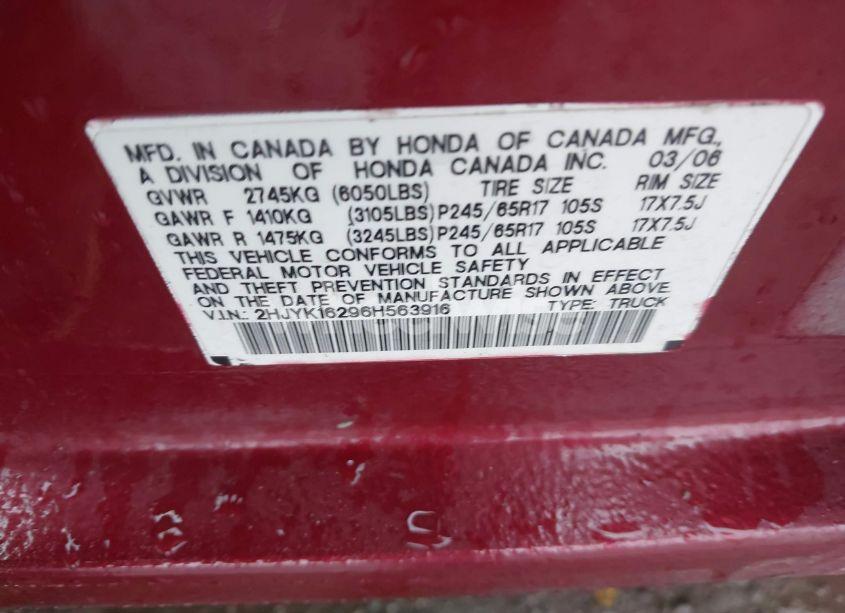 MFD. IN CANADA BY HONDA OF CANADA MFG.,
A DIVISION OF HONDA CANADA INC. 03/06
GVWR 2745KG (6050LBS) TIRE SIZE RIM SIZE
GAWR F 1410KG (3105LBS) P245/65R17 105S 17X7.5J
GAWR R 1475KG (3245LBS) P245/65R17 105S 17X7.5J
THIS VEHICLE CONFORMS TO ALL APPLICABLE
FEDERAL MOTOR VEHICLE SAFETY
AND THEFT PREVENTION STANDARDS IN EFFECT
ON THE DATE OF MANUFACTURE SHOWN ABOVE
V.I.N.: 2HJYK16296H563916 TYPE: TRUCK